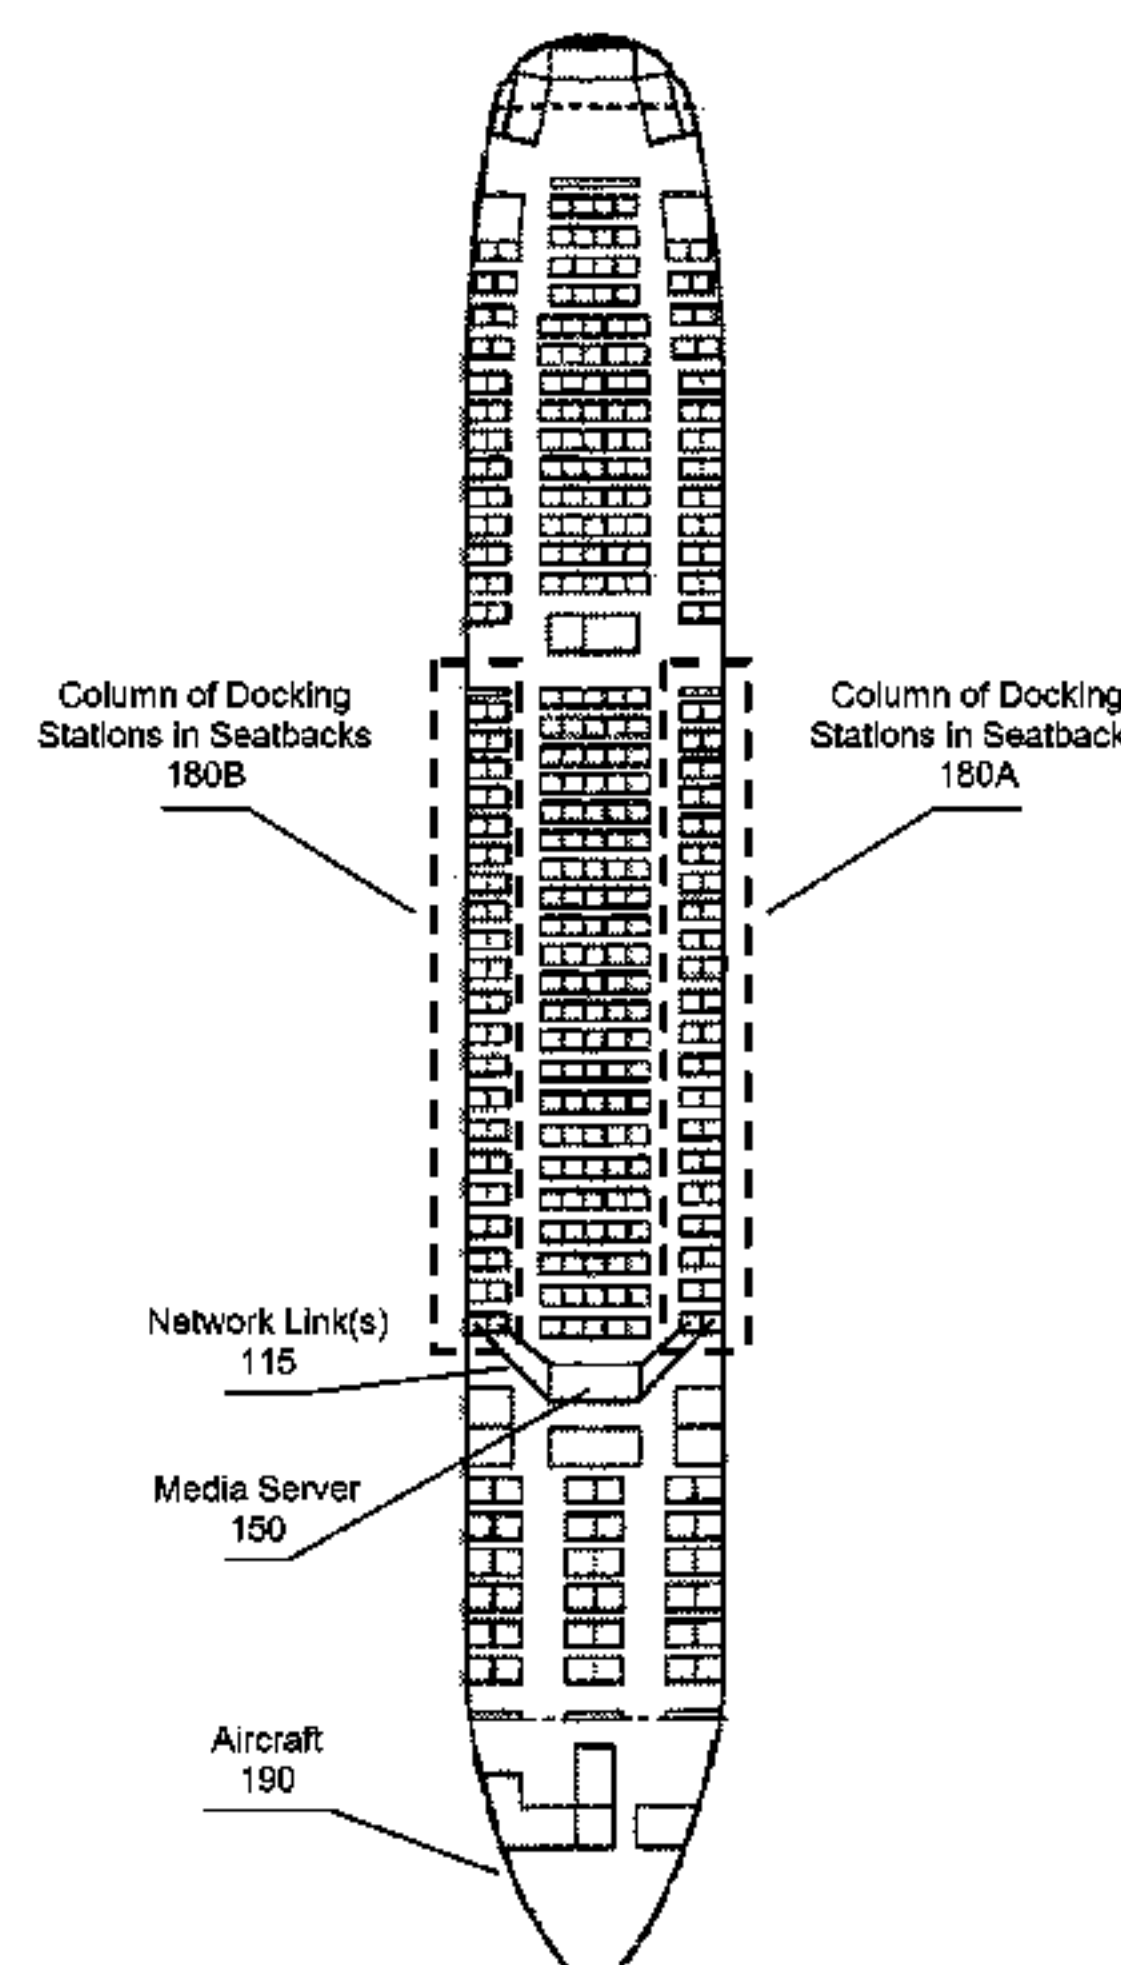 Column of Docking
Stations in Seatbacks
180B
Column of Docking
Stations in Seatback
180A
Network Link(s)
115
Media Server
150
Aircraft
190